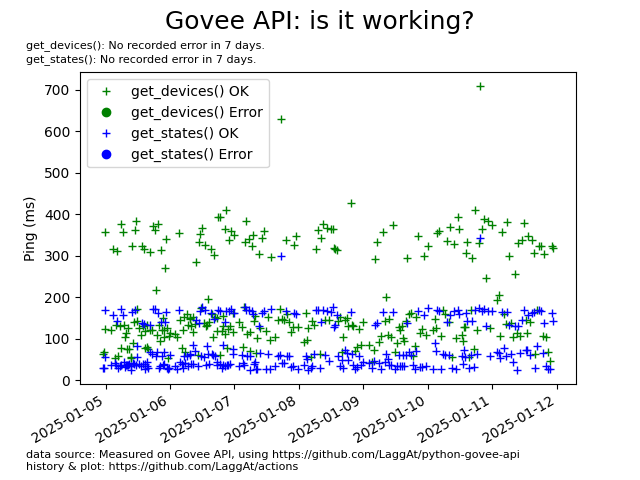 Govee API: is it working?
get_devices(): No recorded error in 7 days.
get_states(): No recorded error in 7 days.
get_devices() OK
get_devices() Error
get_states() OK
get_states() Error
Ping (ms)
700
600
500
400
300
200
100
0
2025-01-05
2025-01-06
2025-01-07
2025-01-08
2025-01-09
2025-01-10
2025-01-11
2025-01-12
data source: Measured on Govee API, using https://github.com/LaggAt/python-govee-api
history & plot: https://github.com/LaggAt/actions